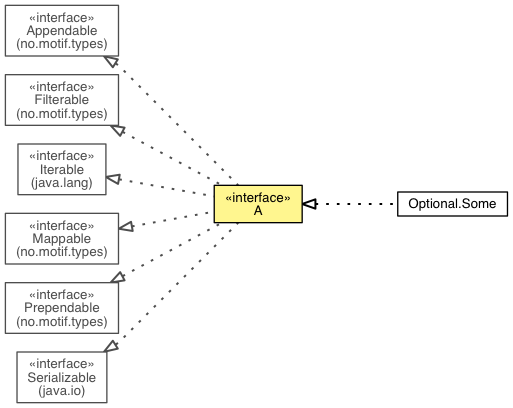 «interface»
Appendable
(no.motif.types)
«interface»
Filterable
(no.motif.types)
«interface»
Iterable
(java.lang)
«interface»
Mappable
(no.motif.types)
«interface»
Prependable
(no.motif.types)
«interface»
Serializable
(java.io)
«interface»
A
Optional.Some